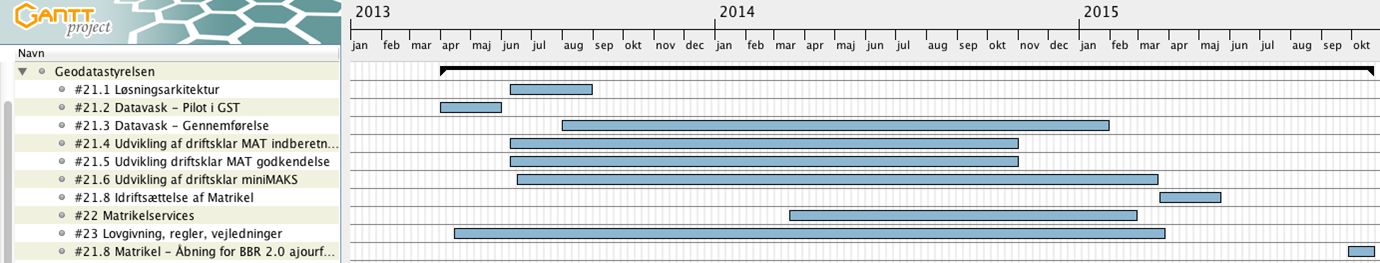 GANTT
project
2013 2014 2015
jan feb mar apr maj jun jul aug sep okt nov dec jan feb mar apr maj jun jul aug sep okt nov dec jan feb mar apr maj jun jul aug sep okt
Navn
Geodatastyrelsen
#21.1 Løsningsarkitektur
#21.2 Datavask – Pilot i GST
#21.3 Datavask – Gennemførelse
#21.4 Udvikling af driftsklar MAT indberetn...
#21.5 Udvikling driftsklar MAT godkendelse
#21.6 Udvikling af driftsklar miniMAKS
#21.8 Idriftsættelse af Matrikel
#22 Matrikelservices
#23 Lovgivning, regler, vejledninger
#21.8 Matrikel – Åbning for BBR 2.0 ajourf...